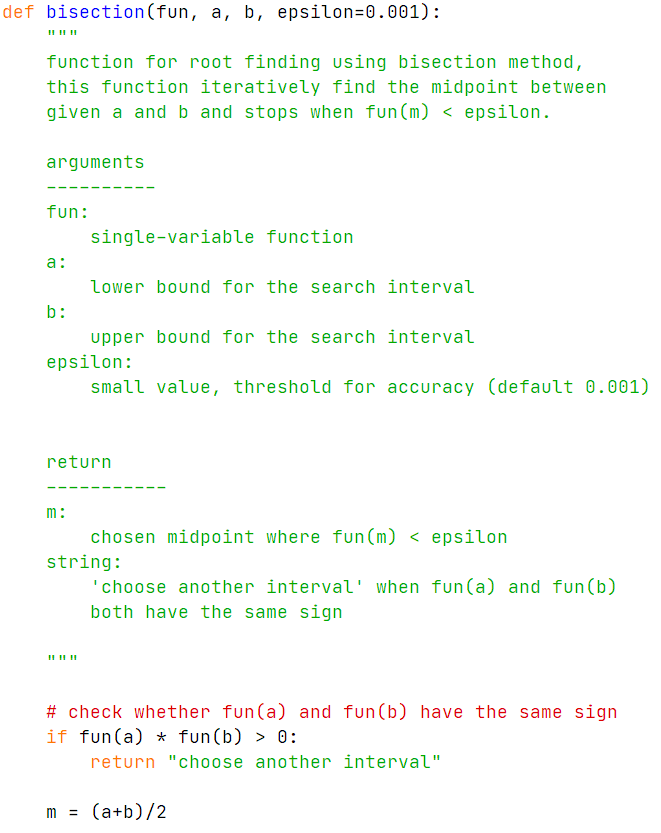 def bisection(fun, a, b, epsilon=0.001):
    """
    function for root finding using bisection method,
    this function iteratively find the midpoint between
    given a and b and stops when fun(m) < epsilon.

    arguments
    ----------
    fun:
        single-variable function
    a:
        lower bound for the search interval
    b:
        upper bound for the search interval
    epsilon:
        small value, threshold for accuracy (default 0.001)


    return
    -----------
    m:
        chosen midpoint where fun(m) < epsilon
    string:
        'choose another interval' when fun(a) and fun(b)
        both have the same sign

    """

    # check whether fun(a) and fun(b) have the same sign
    if fun(a) * fun(b) > 0:
        return "choose another interval"

    m = (a+b)/2